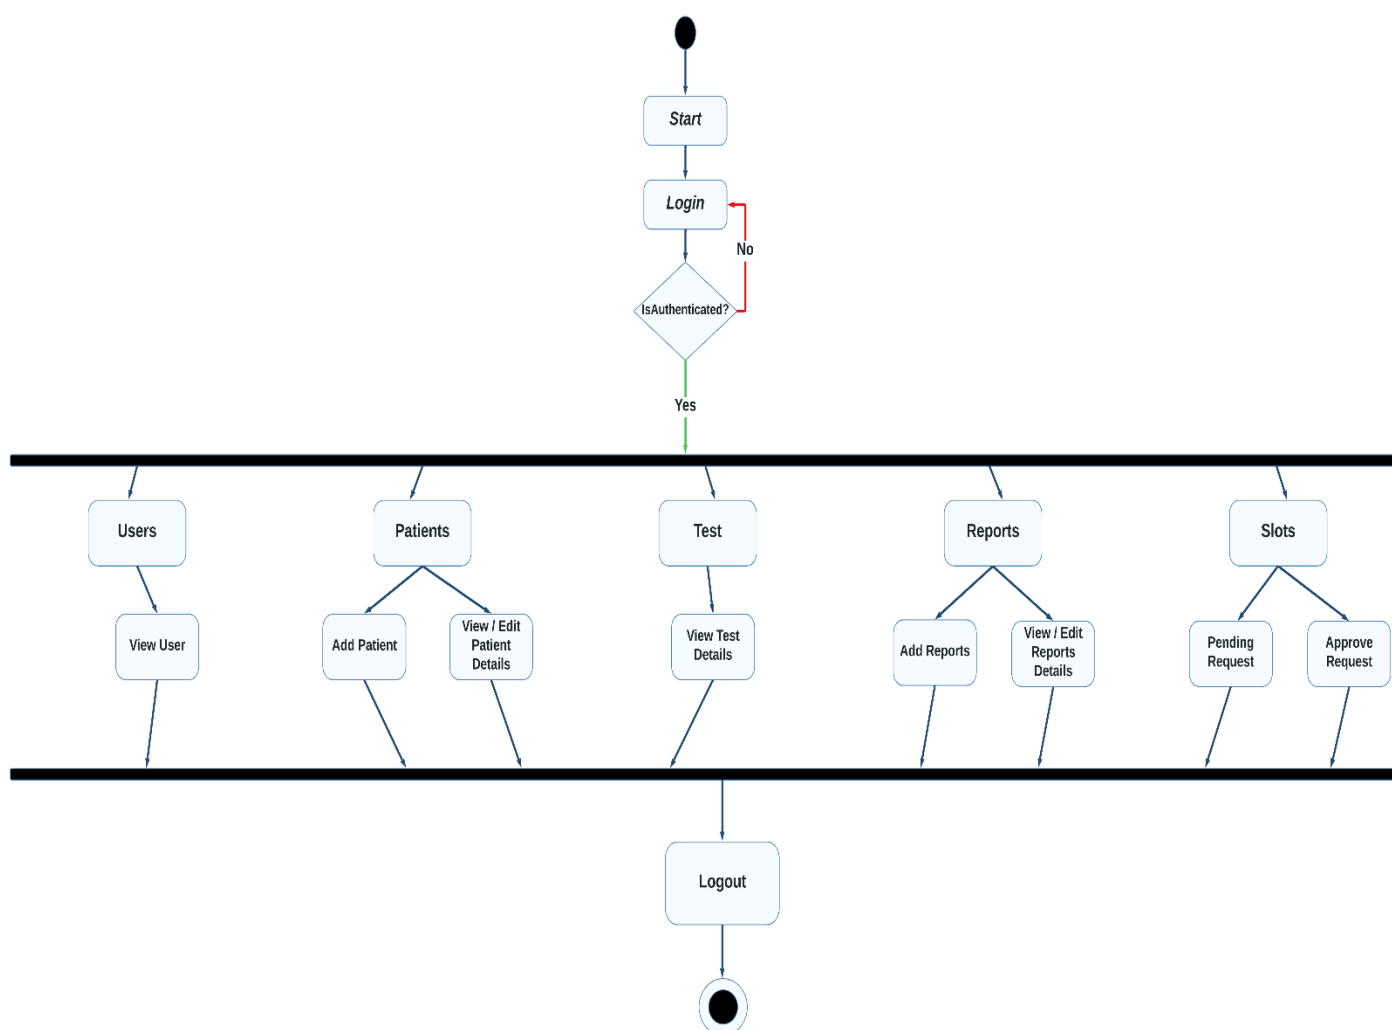 Start
Login
No
IsAuthenticated?
Yes
Users
Patients
Test
Reports
Slots
View User
Add Patient
View / Edit
Patient
Details
View Test
Details
Add Reports
View / Edit
Reports
Details
Pending
Request
Approve
Request
Logout